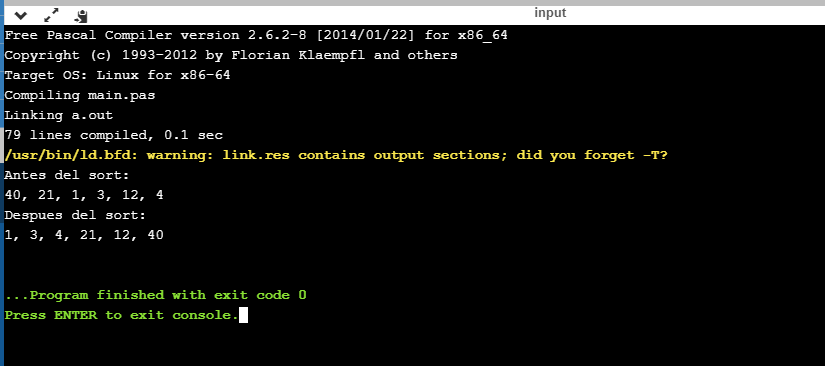 input
Free Pascal Compiler version 2.6.2-8 [2014/01/22] for x86_64
Copyright (c) 1993-2012 by Florian Klaempfl and others
Target OS: Linux for x86-64
Compiling main.pas
Linking a.out
79 lines compiled, 0.1 sec
/usr/bin/ld.bfd: warning: link.res contains output sections; did you forget -T?
Antes del sort:
40, 21, 1, 3, 12, 4
Despues del sort:
1, 3, 4, 21, 12, 40
...Program finished with exit code 0
Press ENTER to exit console.